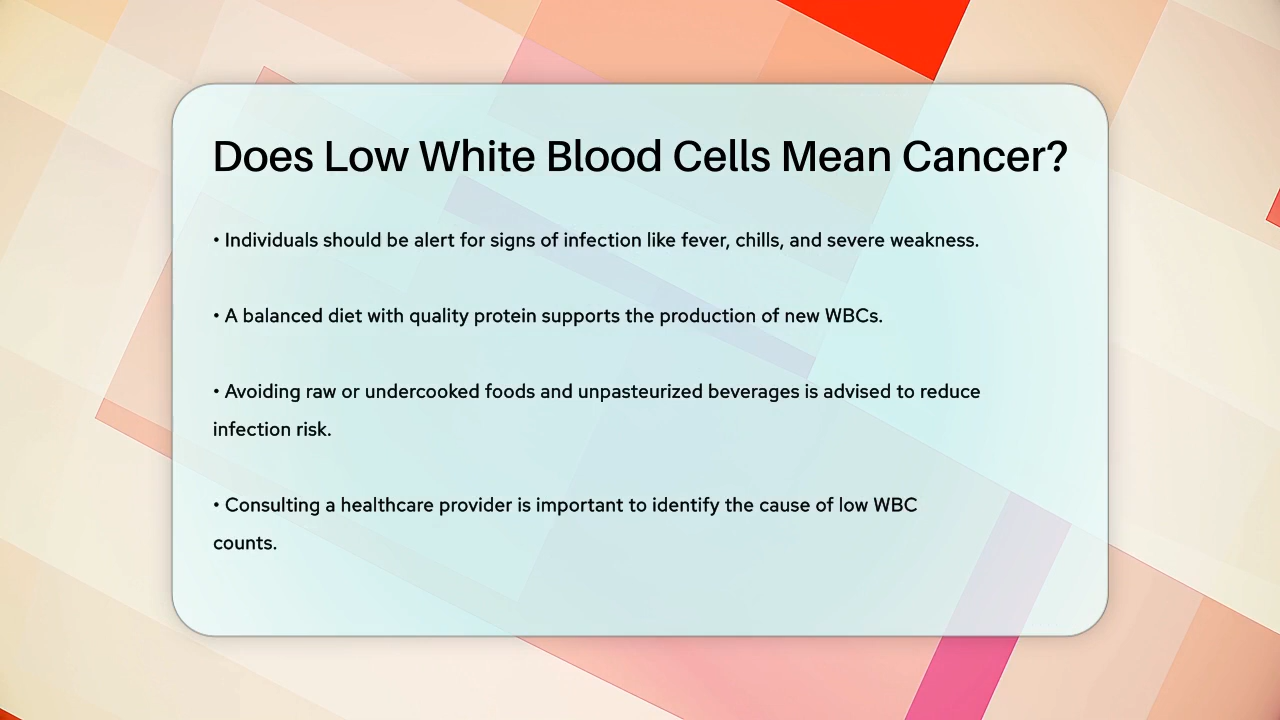 Does Low White Blood Cells Mean Cancer?
• Individuals should be alert for signs of infection like fever, chills, and severe weakness.
• A balanced diet with quality protein supports the production of new WBCs.
• Avoiding raw or undercooked foods and unpasteurized beverages is advised to reduce
infection risk.
• Consulting a healthcare provider is important to identify the cause of low WBC
counts.